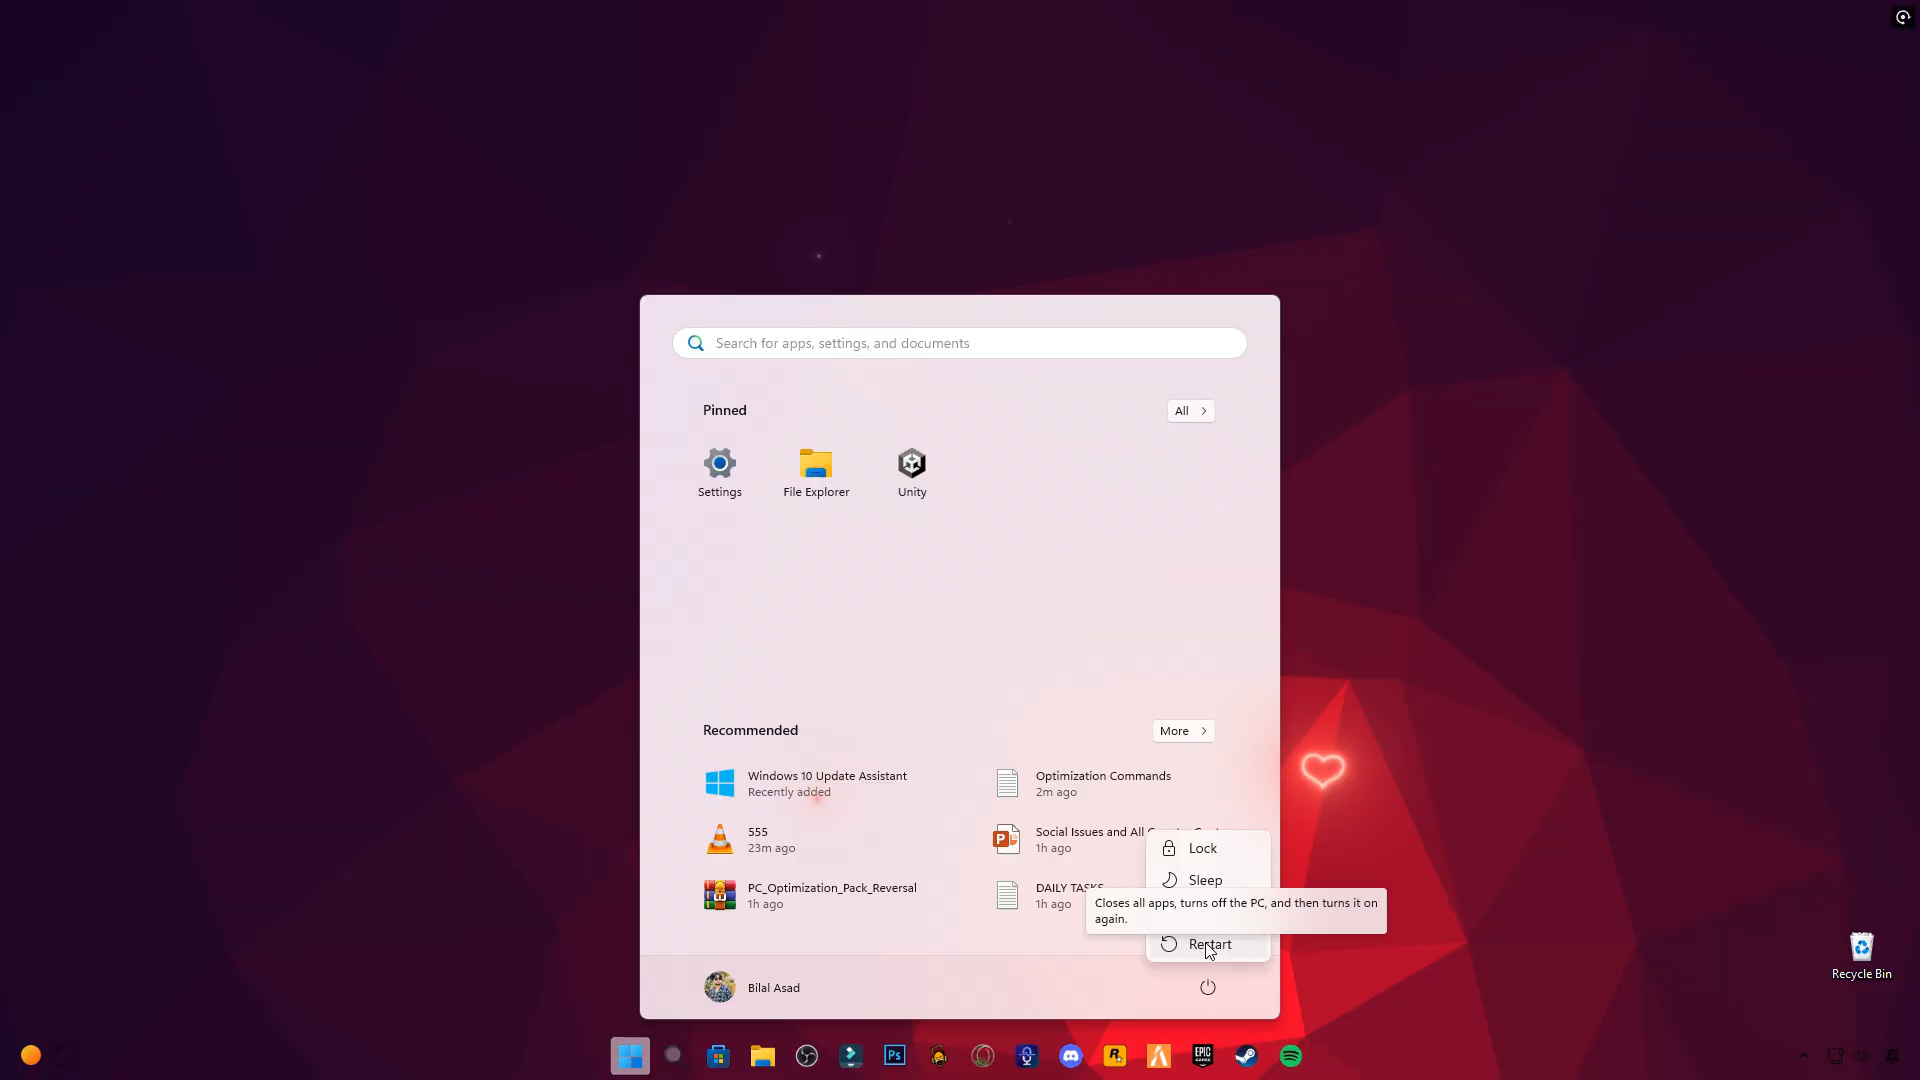 Search for apps, settings, and documents
Pinned
All
Settings
File Explorer
Unity
Recommended
More
Windows 10 Update Assistant
Recently added
Optimization Commands
2m ago
555
23m ago
Social Issues and All
1h ago
PC_Optimization_Pack_Reversal
1h ago
DAILY TASKS
1h ago
Lock
Sleep
Closes all apps, turns off the PC, and then turns it on
again.
Restart
Bilal Asad
Recycle Bin
Ps
R
EPIC
GAMES